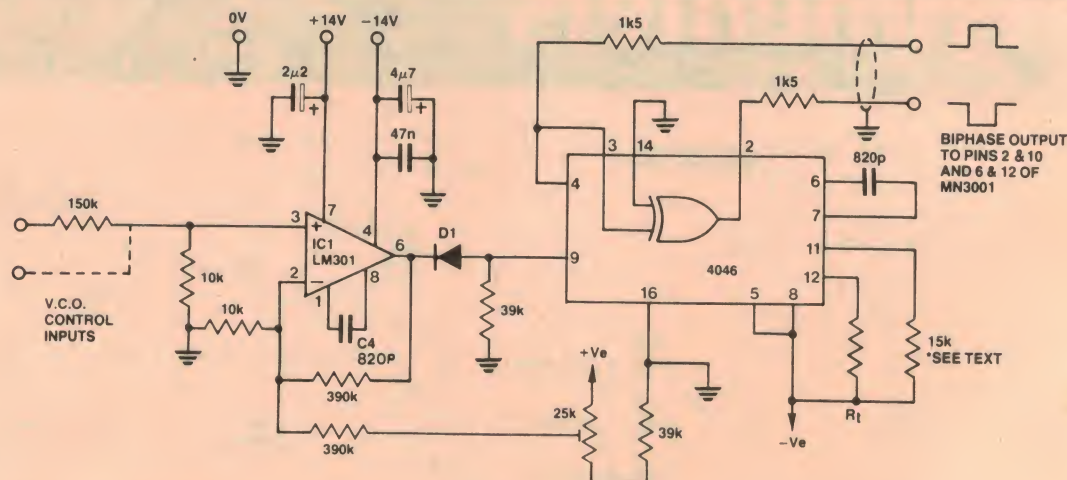 0V
+14V
-14V
2µ2
+
4µ7
+
47n
150k
V.C.O.
CONTROL
INPUTS
10k
10k
3
+
7
IC1
LM301
2
−
1
4
8
6
C4
820P
D1
39k
390k
390k
+Ve
25k
39k
1k5
1k5
BIPHASE OUTPUT
TO PINS 2 & 10
AND 6 & 12 OF
MN3001
3
14
2
4
9
4046
16
5
8
6
7
11
12
820p
15k
*SEE TEXT
Rt
-Ve